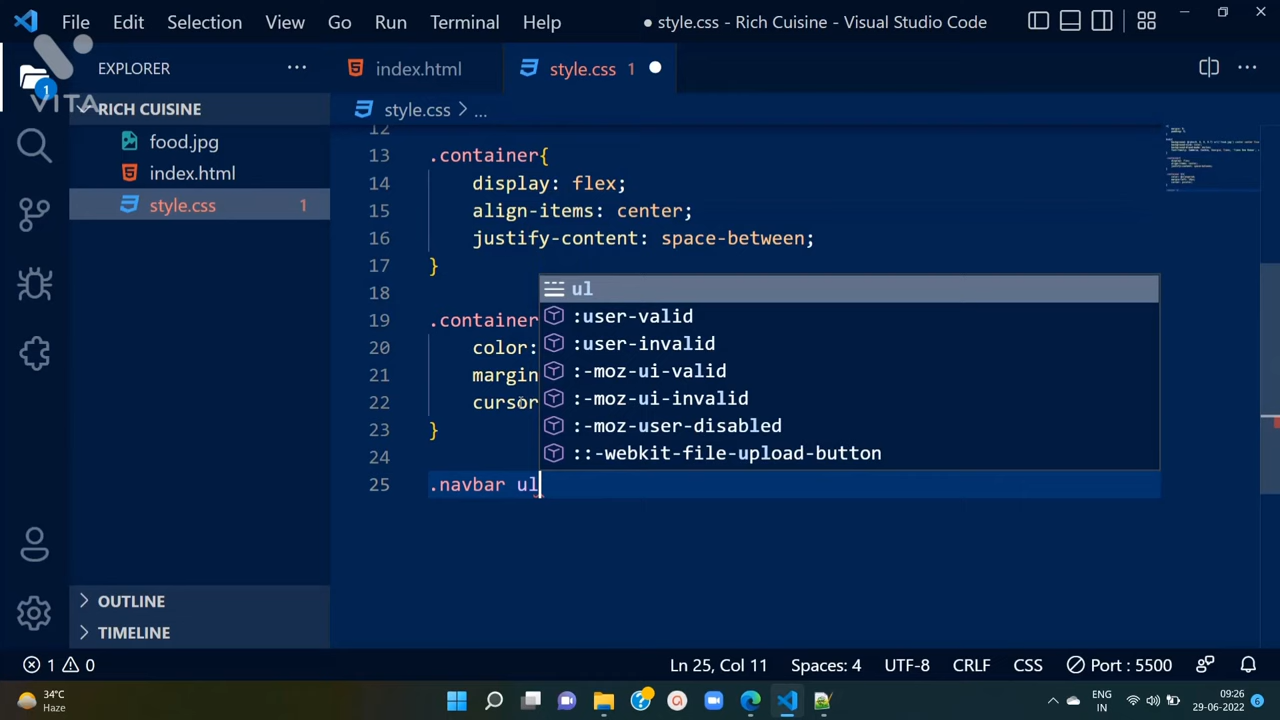 File Edit Selection View Go Run Terminal Help
● style.css - Rich Cuisine - Visual Studio Code
VITA
EXPLORER
index.html
style.css 1
RICH CUISINE
food.jpg
index.html
style.css 1
style.css > ...
12
13 .container{
14 display: flex;
15 align-items: center;
16 justify-content: space-between;
17 }
18
19 .container
20 color:
21 margin
22 cursor
23 }
24
25 .navbar ul
ul
:user-valid
:user-invalid
:-moz-ui-valid
:-moz-ui-invalid
:-moz-user-disabled
::-webkit-file-upload-button
1
OUTLINE
TIMELINE
1 0
Ln 25, Col 11 Spaces: 4 UTF-8 CRLF CSS Port : 5500
34°C
Haze
ENG
IN
09:26
29-06-2022